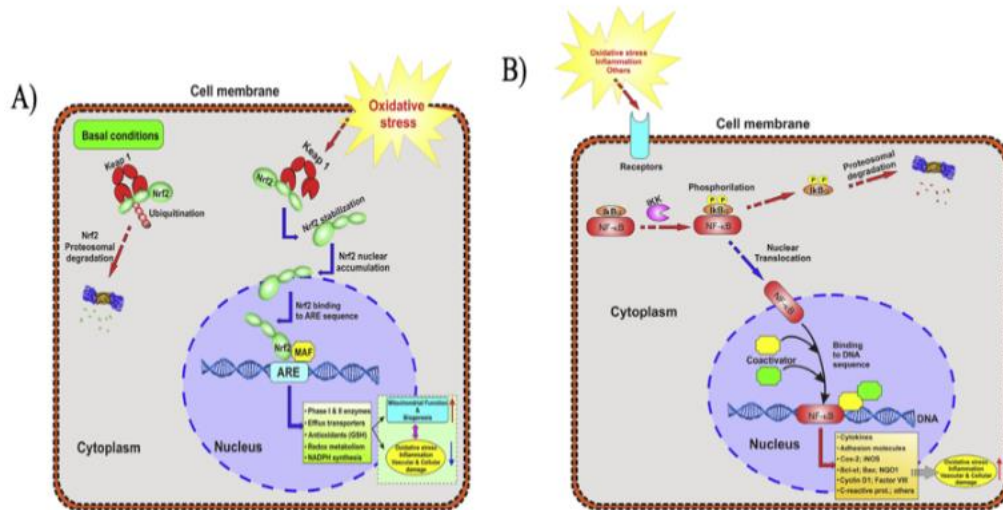 A)
Cell membrane
Oxidative
stress
Basal conditions
Keap 1
Nrf2
Ubiquitination
Nrf2
Proteosomal
degradation
Keap 1
Nrf2
Nrf2 stabilization
Nrf2 nuclear
accumulation
Nrf2 binding
to ARE sequence
Nrf2
MAF
ARE
•Phase I & II enzymes
•Efflux transporters
•Antioxidants (GSH)
•Redox metabolism
•NADPH synthesis
Mitochondrial Function
&
Biogenesis
Oxidative stress
Inflammation
Vascular & Cellular
damage
Cytoplasm
Nucleus
B)
Oxidative stress
Inflammation
Others
Cell membrane
Receptors
Proteosomal
degradation
Phosphorilation
P P
IkBα
IkBα
NF-κB
IKK
P P
IkBα
NF-κB
Nuclear
Translocation
NF-κB
Cytoplasm
Coactivator
Binding to
DNA
sequence
NF-κB
DNA
Nucleus
•Cytokines
•Adhesion molecules
•Cox-2; iNOS
•Bcl-xl; Bax; NQO1
•Cyclin D1; Factor VIII
•C-reactive prot.; others
Oxidative stress
Inflammation
Vascular & Cellular
damage